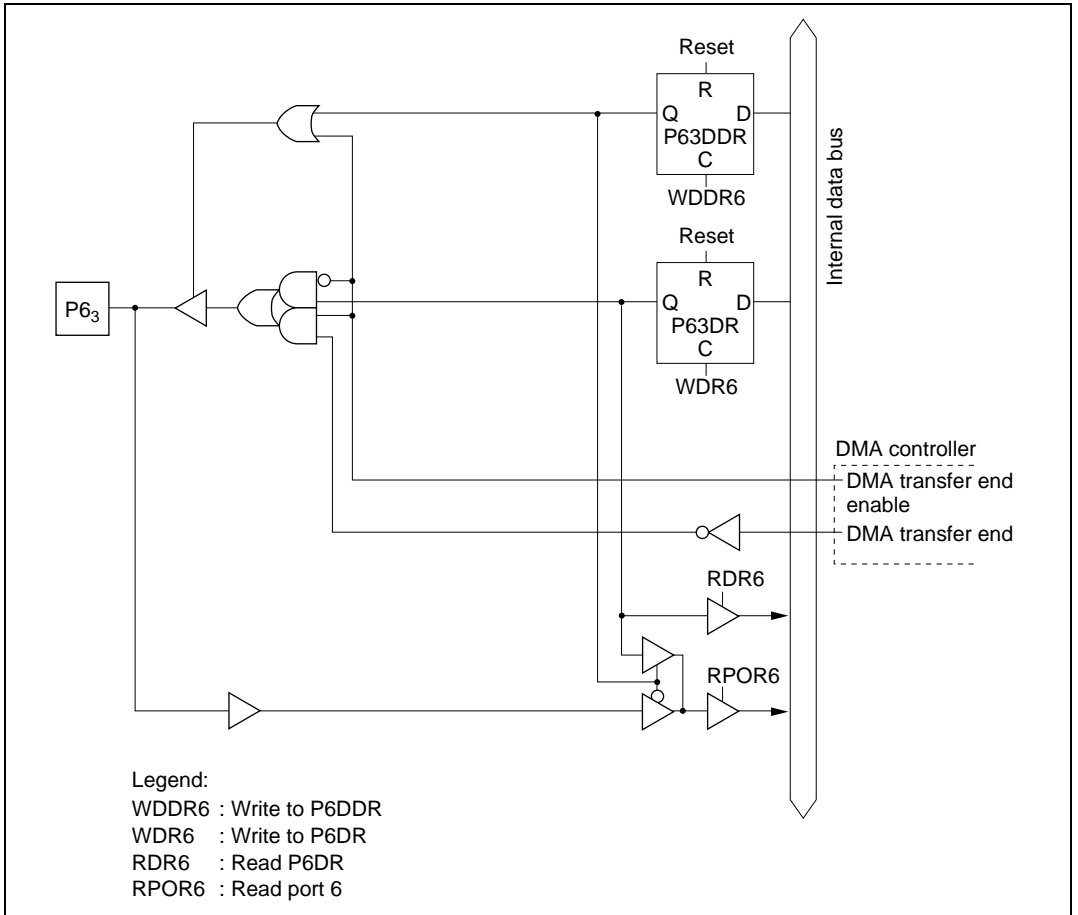 Reset
R
Q D
P63DDR
C
WDDR6
Internal data bus
Reset
R
Q D
P63DR
C
WDR6
P6₃
DMA controller
DMA transfer end
enable
DMA transfer end
RDR6
RPOR6
Legend:
WDDR6 : Write to P6DDR
WDR6 : Write to P6DR
RDR6 : Read P6DR
RPOR6 : Read port 6